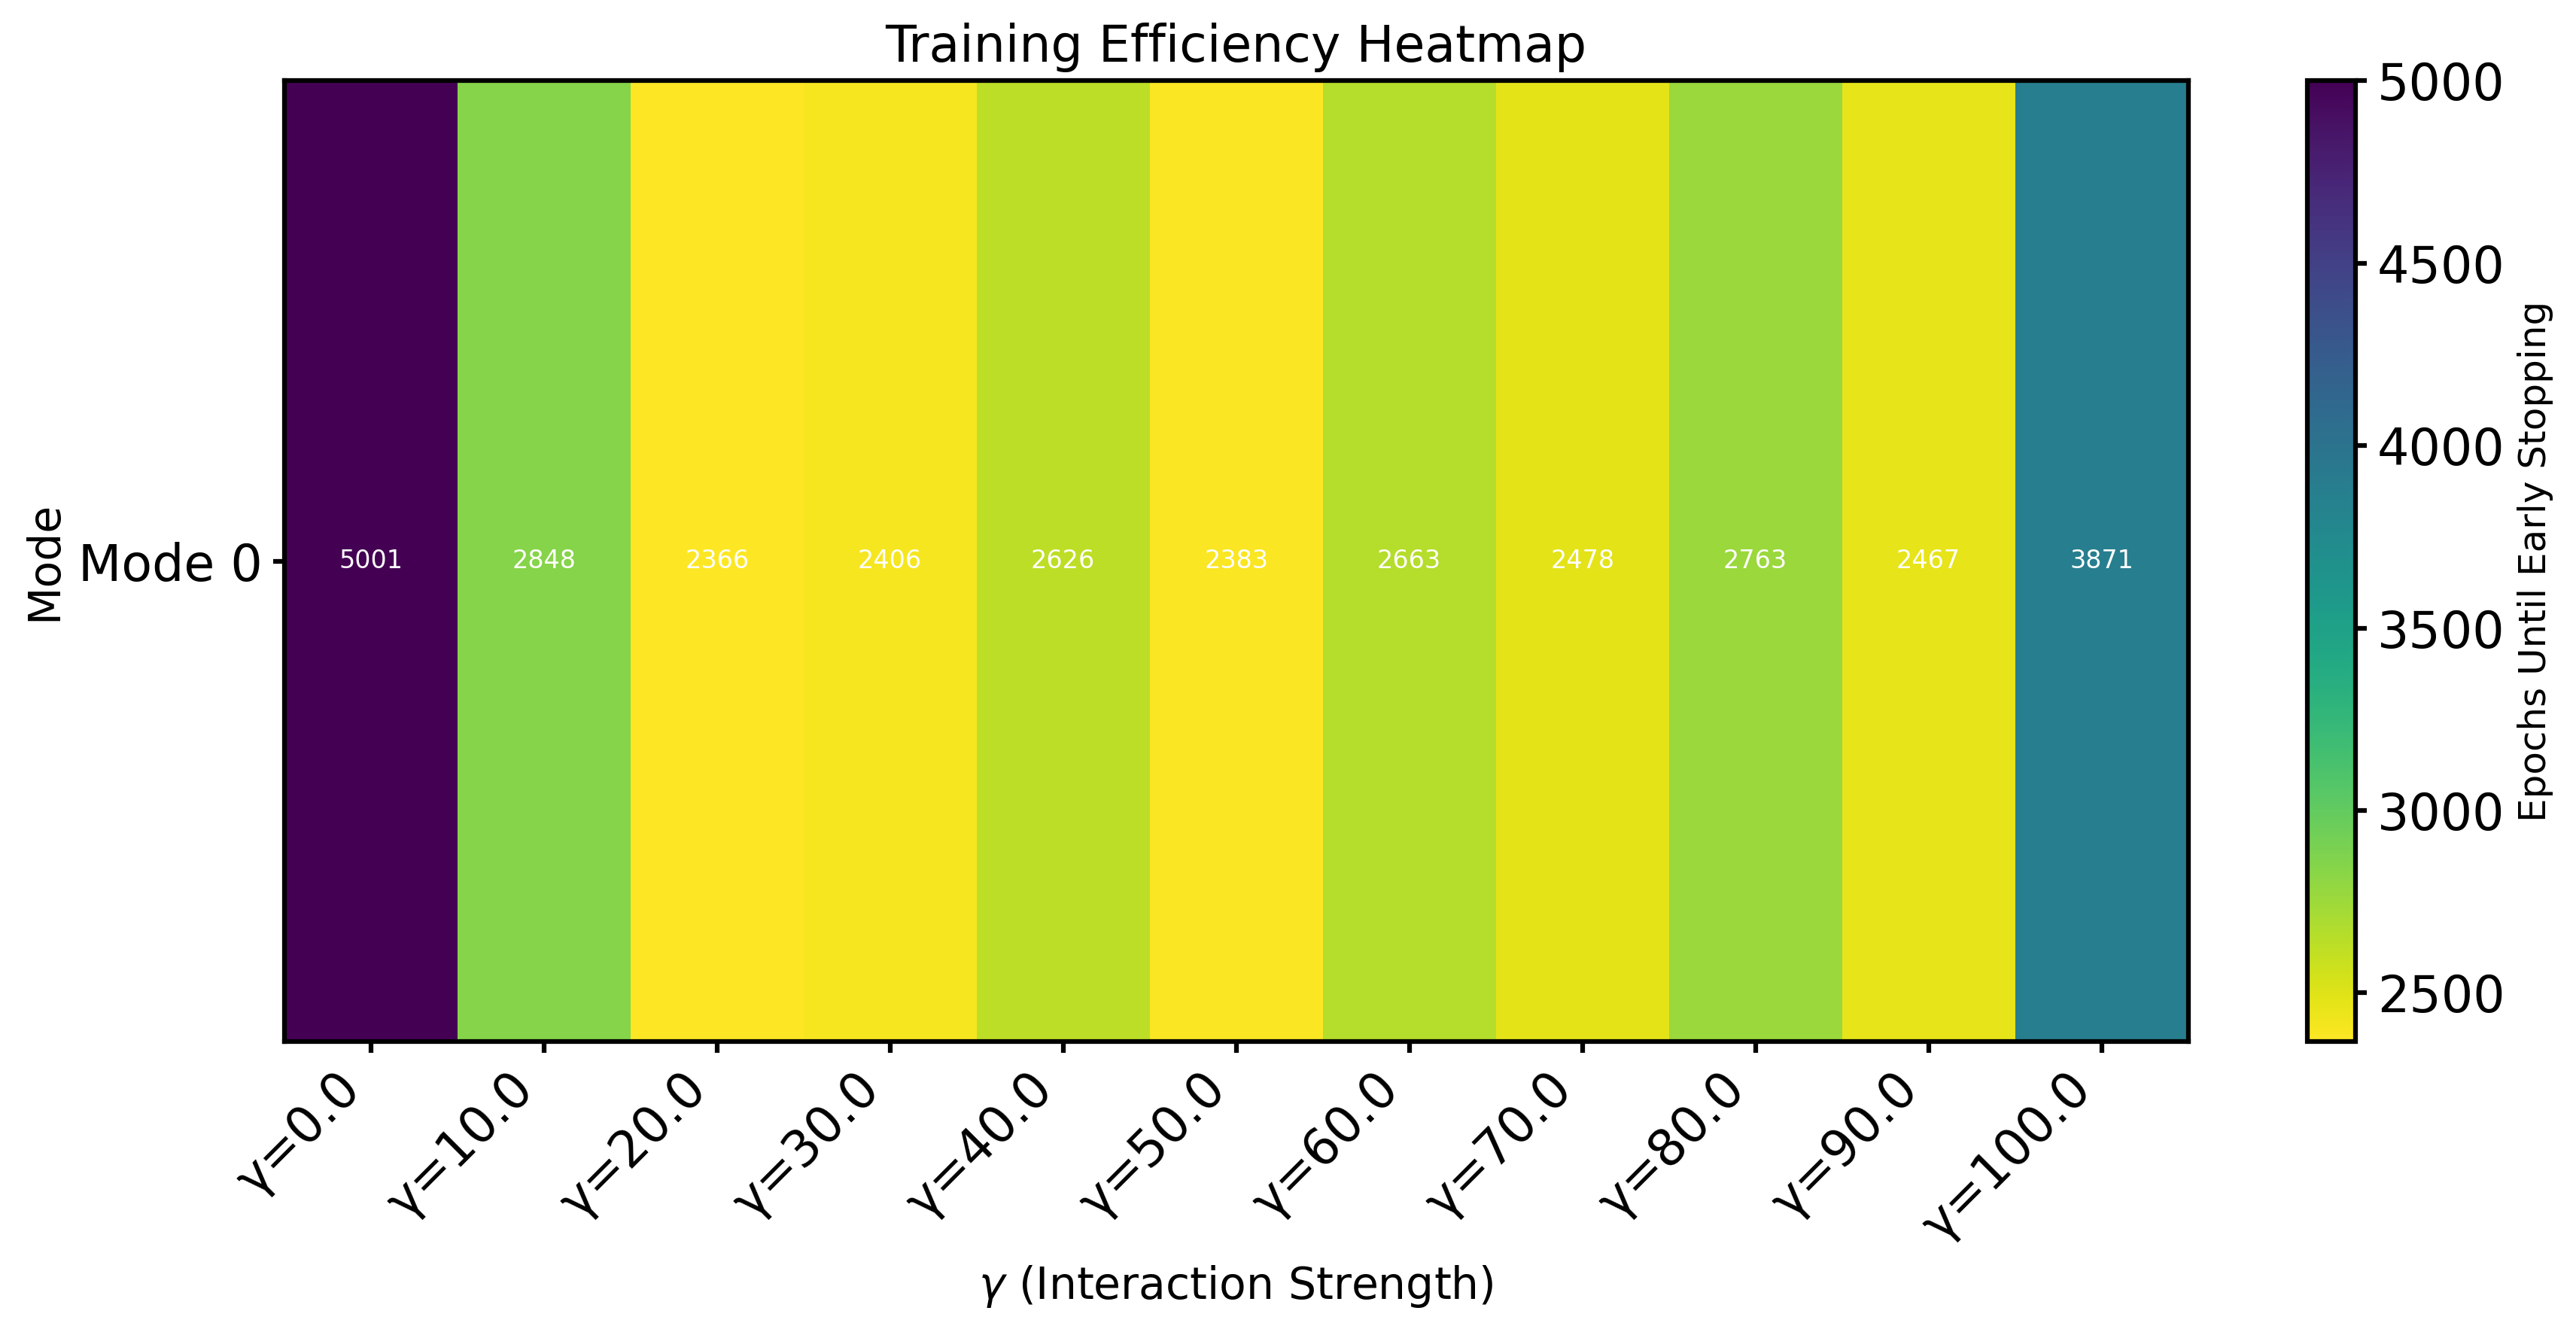 Training Efficiency Heatmap
Mode
Mode 0
5001 2848 2366 2406 2626 2383 2663 2478 2763 2467 3871
γ=0.0 γ=10.0 γ=20.0 γ=30.0 γ=40.0 γ=50.0 γ=60.0 γ=70.0 γ=80.0 γ=90.0 γ=100.0
γ (Interaction Strength)
5000
4500
4000
3500
3000
2500
Epochs Until Early Stopping